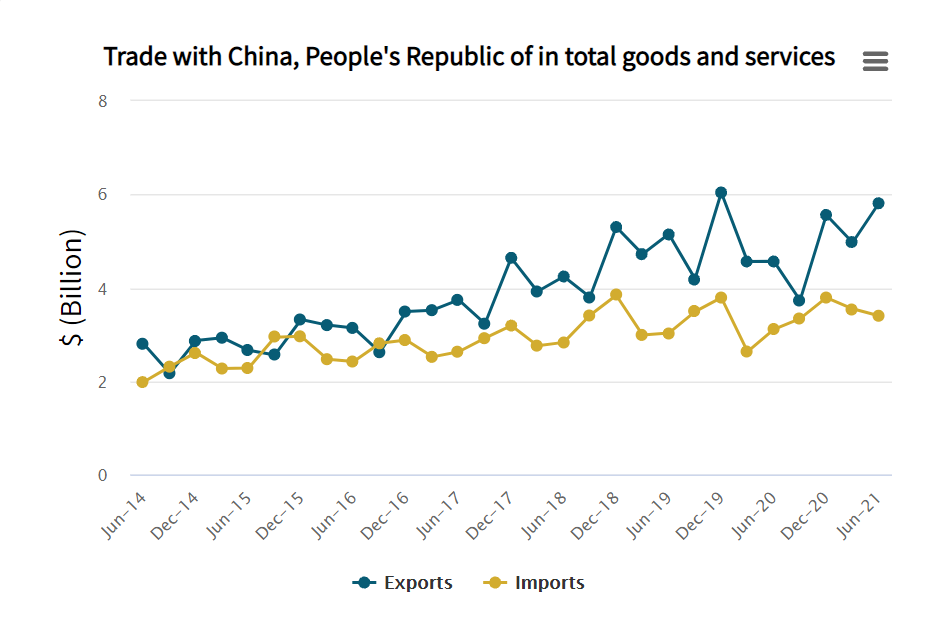 Trade with China, People's Republic of in total goods and services
$ (Billion)
8
6
4
2
0
Jun-14
Dec-14
Jun-15
Dec-15
Jun-16
Dec-16
Jun-17
Dec-17
Jun-18
Dec-18
Jun-19
Dec-19
Jun-20
Dec-20
Jun-21
Exports
Imports